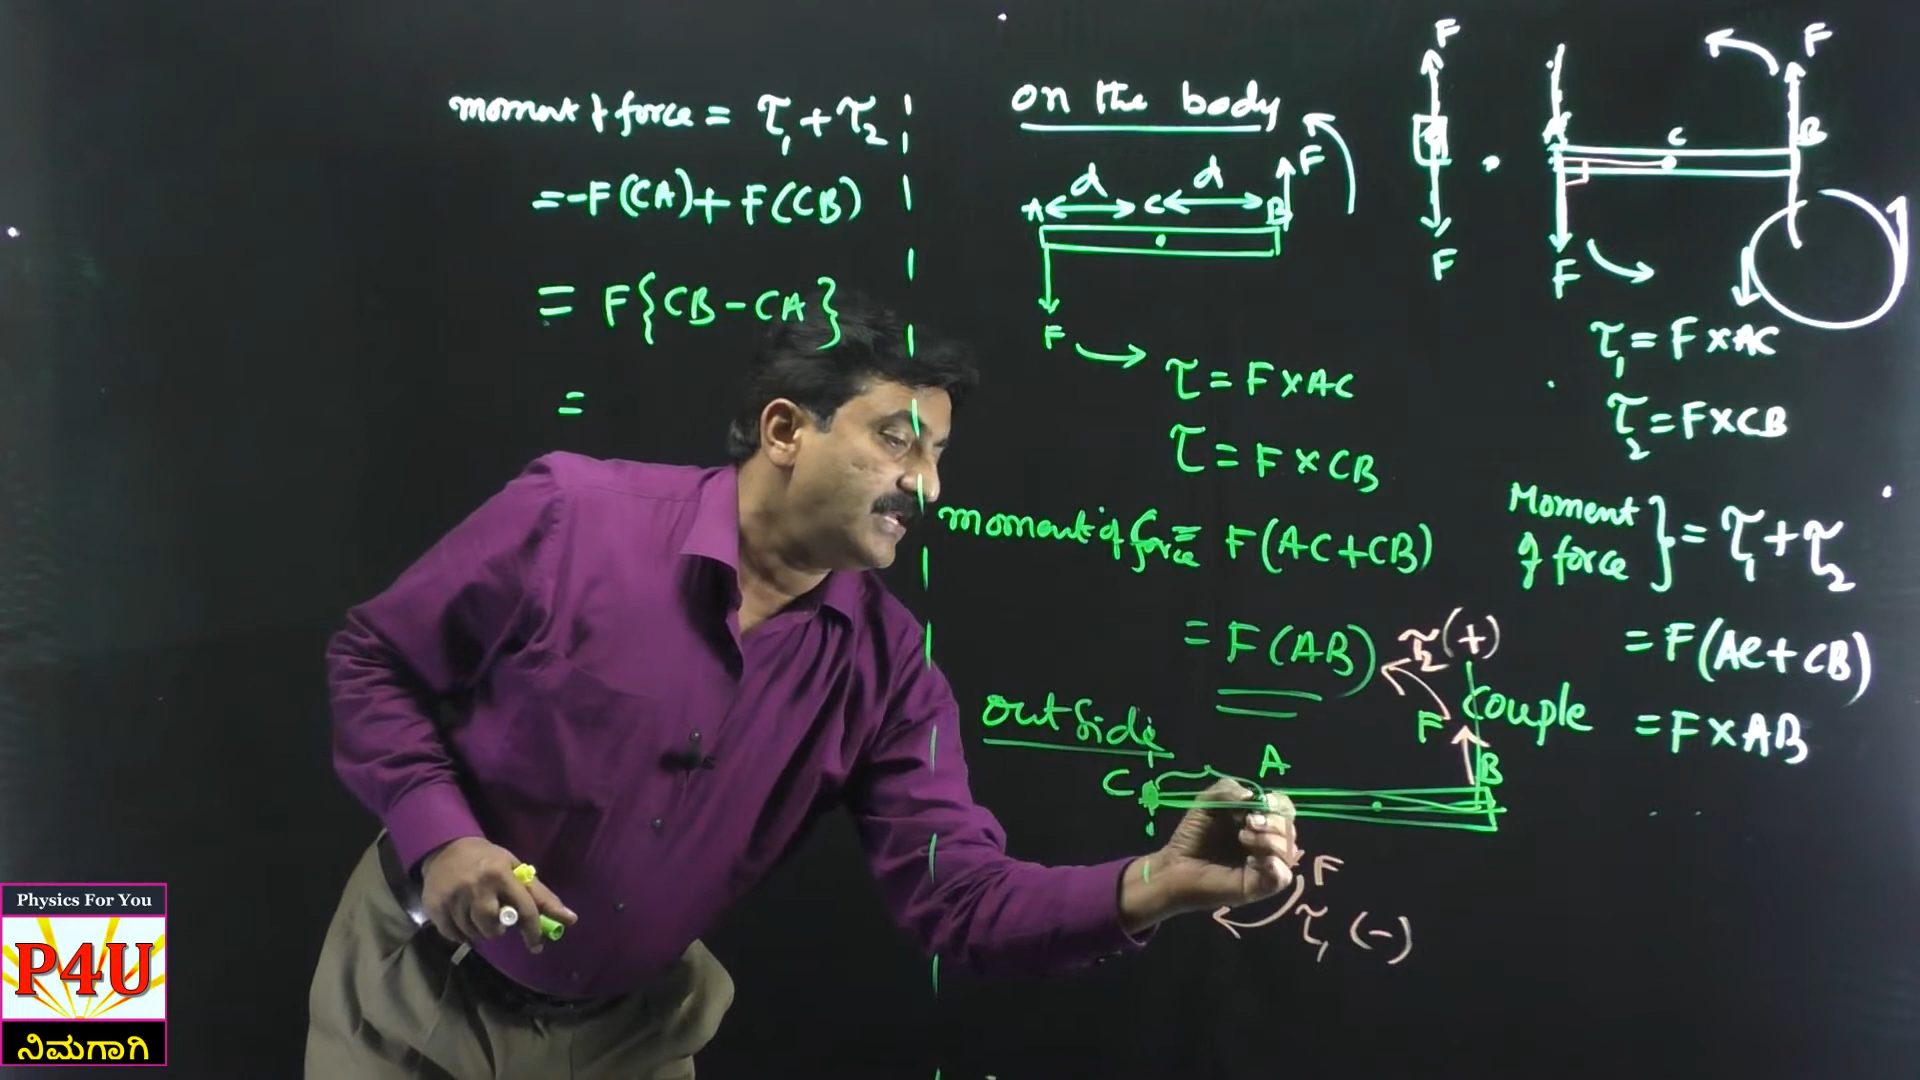 moment of force = τ₁ + τ₂
= -F(CA) + F(CB)
= F{CB - CA}
=
on the body
d d
A C B F
F
τ = F × AC
τ = F × CB
moment of force = F(AC + CB)
= F(AB)
couple
outside
τ₂ (+)
F
C A B
F
τ₁ (-)
F
F
F
A C B
F
τ₁ = F × AC
τ₂ = F × CB
Moment of force } = τ₁ + τ₂
= F(AC + CB)
= F × AB
Physics For You
P4U
ನಿಮಗಾಗಿ